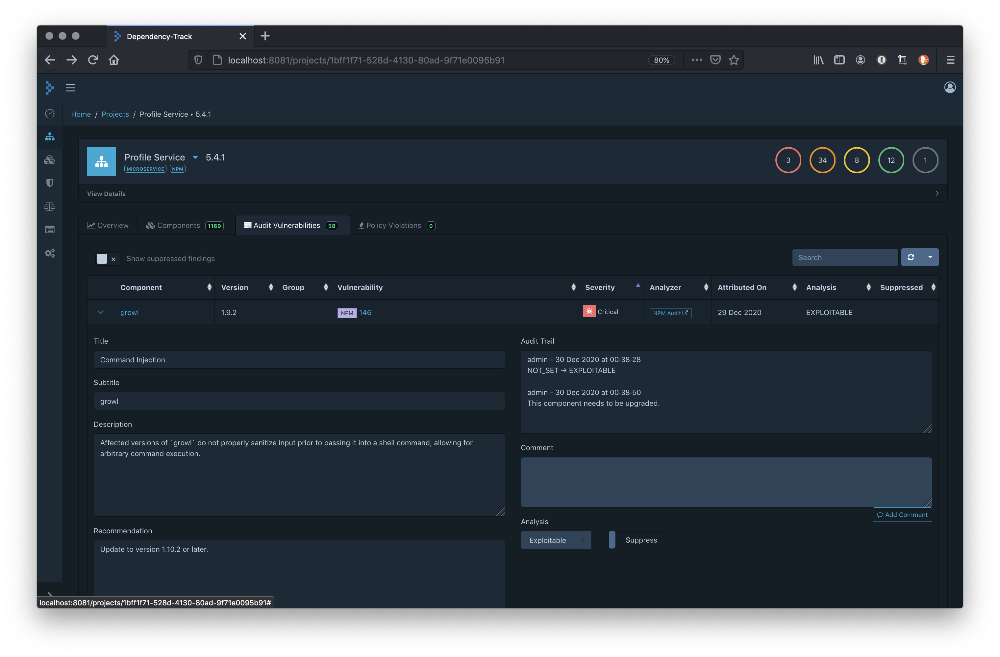 Dependency-Track
localhost:8081/projects/1bff1f71-528d-4130-80ad-9f71e0095b91
80%
Home / Projects / Profile Service ▸ 5.4.1
Profile Service 5.4.1
MICROSERVICE NPM
3 34 8 12 1
View Details
Overview Components 1169 Audit Vulnerabilities 58 Policy Violations 0
Show suppressed findings
Search
Component Version Group Vulnerability Severity Analyzer Attributed On Analysis Suppressed
growl 1.9.2 NPM 146 Critical NPM Audit 29 Dec 2020 EXPLOITABLE
Title
Command Injection
Subtitle
growl
Description
Affected versions of `growl` do not properly sanitize input prior to passing it into a shell command, allowing for
arbitrary command execution.
Recommendation
Update to version 1.10.2 or later.
Audit Trail
admin - 30 Dec 2020 at 00:38:28
NOT_SET → EXPLOITABLE
admin - 30 Dec 2020 at 00:38:50
This component needs to be upgraded.
Comment
Add Comment
Analysis
Exploitable Suppress
localhost:8081/projects/1bff1f71-528d-4130-80ad-9f71e0095b91#